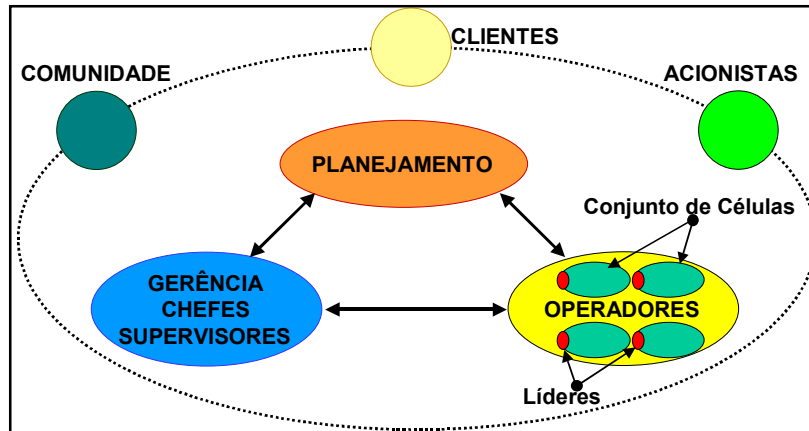 CLIENTES
COMUNIDADE
ACIONISTAS
PLANEJAMENTO
Conjunto de Células
GERÊNCIA
CHEFES
SUPERVISORES
OPERADORES
Líderes